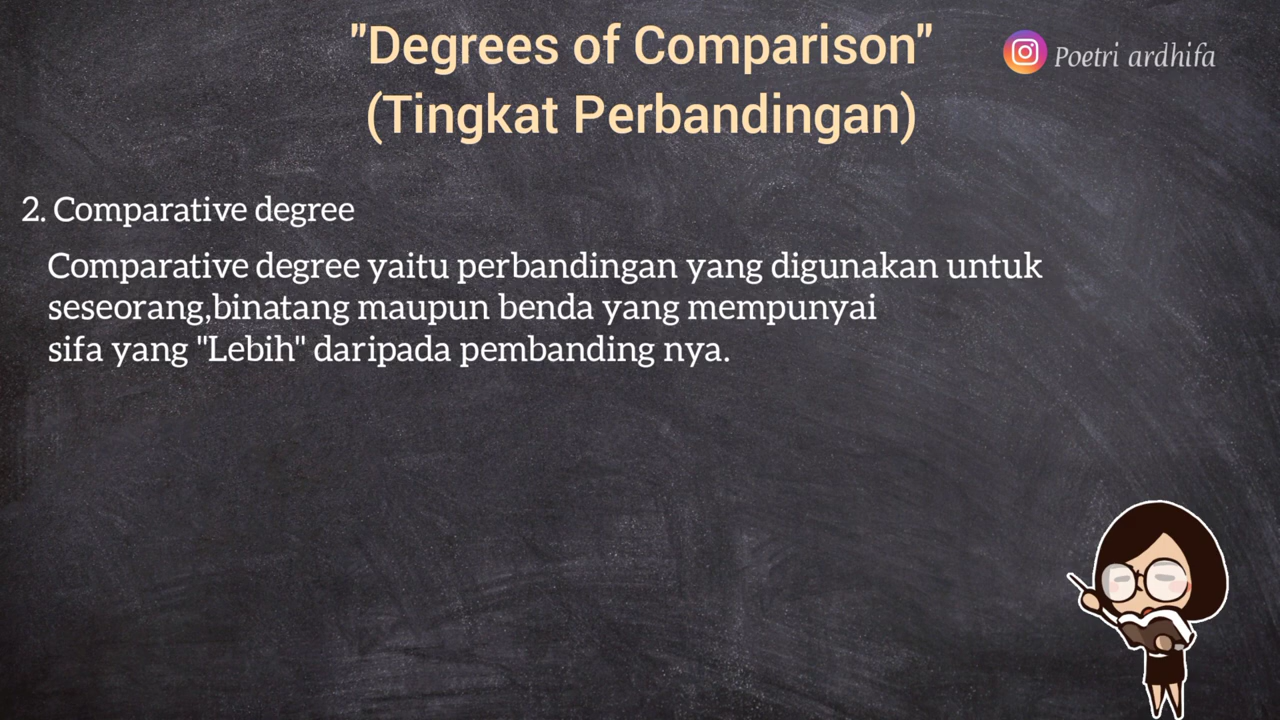 "Degrees of Comparison"
Poetri ardhifa
(Tingkat Perbandingan)
2. Comparative degree
Comparative degree yaitu perbandingan yang digunakan untuk
seseorang,binatang maupun benda yang mempunyai
sifa yang "Lebih" daripada pembanding nya.